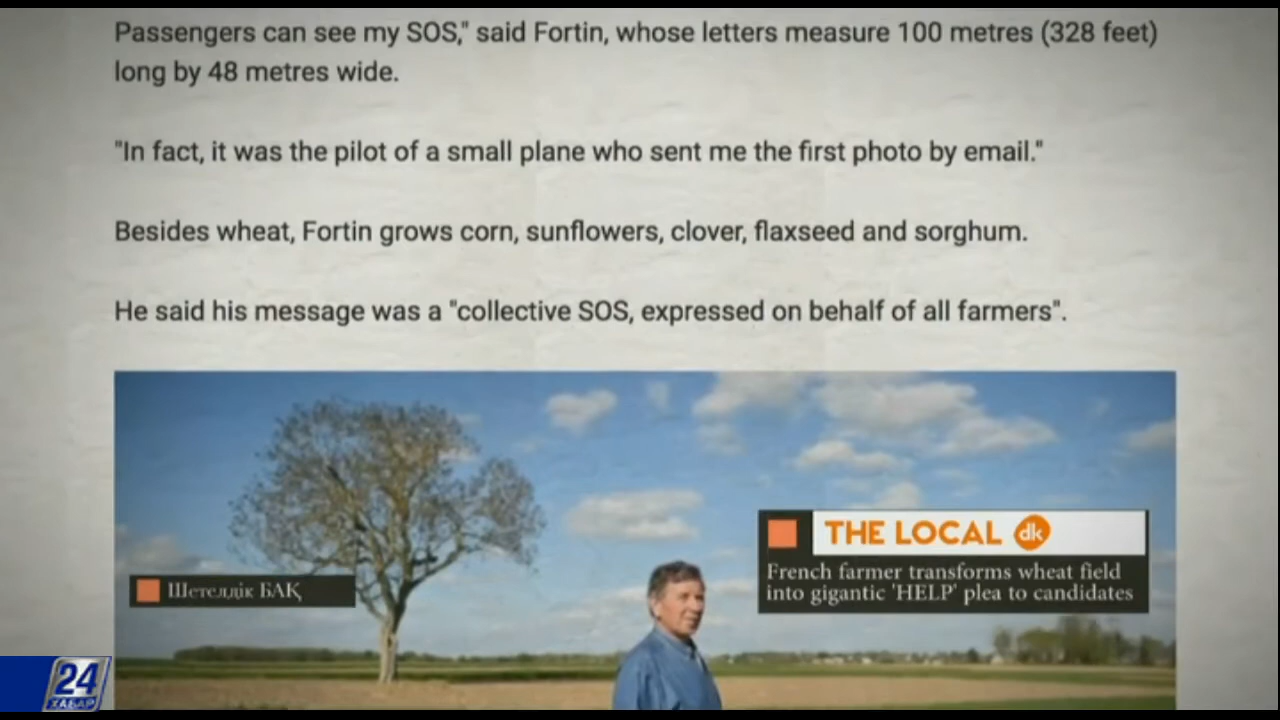 Passengers can see my SOS," said Fortin, whose letters measure 100 metres (328 feet)
long by 48 metres wide.
"In fact, it was the pilot of a small plane who sent me the first photo by email."
Besides wheat, Fortin grows corn, sunflowers, clover, flaxseed and sorghum.
He said his message was a "collective SOS, expressed on behalf of all farmers".
THE LOCAL dk
French farmer transforms wheat field
into gigantic 'HELP' plea to candidates
Шетелдік БАҚ
24
ХАБАР